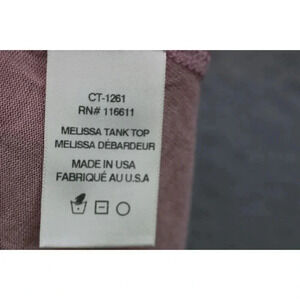 CT-1261
RN# 116611
MELISSA TANK TOP
MELISSA DÉBARDEUR
MADE IN USA
FABRIQUÉ AU U.S.A